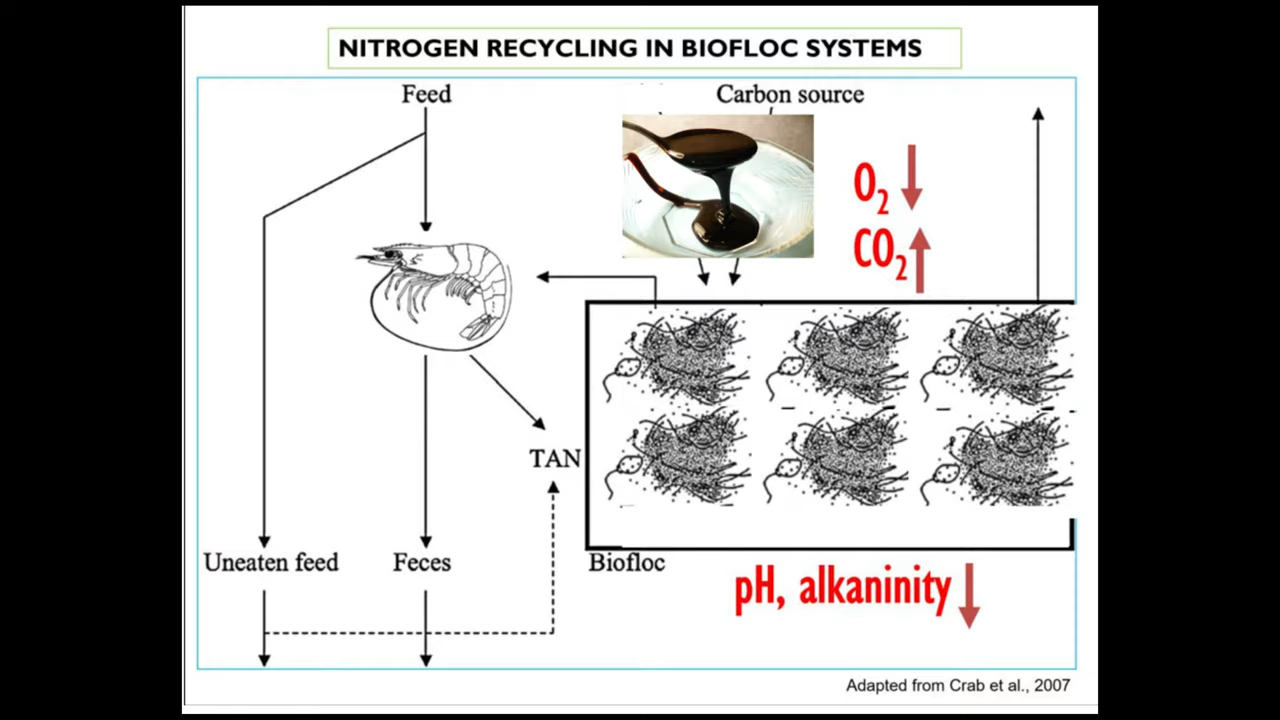 NITROGEN RECYCLING IN BIOFLOC SYSTEMS
Feed
Carbon source
O₂
CO₂
TAN
Uneaten feed
Feces
Biofloc
pH, alkaninity
Adapted from Crab et al., 2007